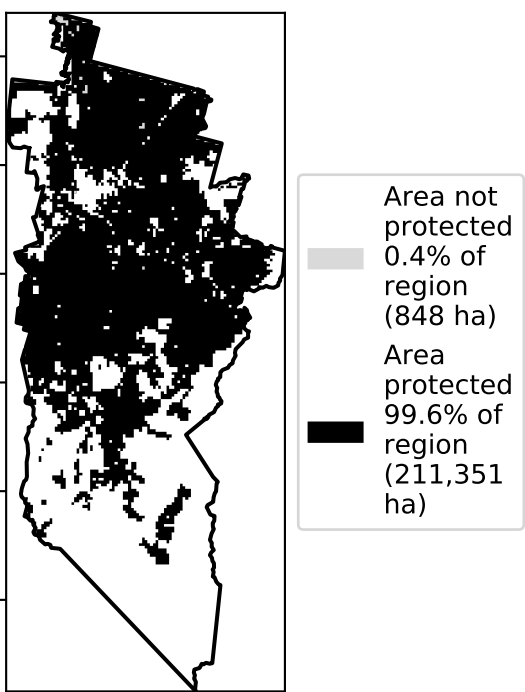 Area not
protected
0.4% of
region
(848 ha)
Area
protected
99.6% of
region
(211,351
ha)